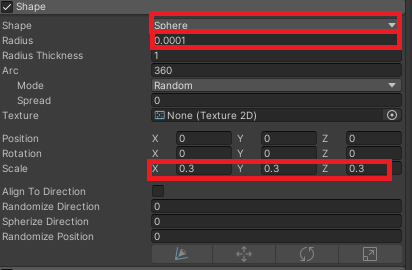 Shape
Shape Sphere
Radius 0.0001
Radius Thickness 1
Arc 360
Mode Random
Spread 0
Texture None (Texture 2D)
Position X 0 Y 0 Z 0
Rotation X 0 Y 0 Z 0
Scale X 0.3 Y 0.3 Z 0.3
Align To Direction
Randomize Direction 0
Spherize Direction 0
Randomize Position 0